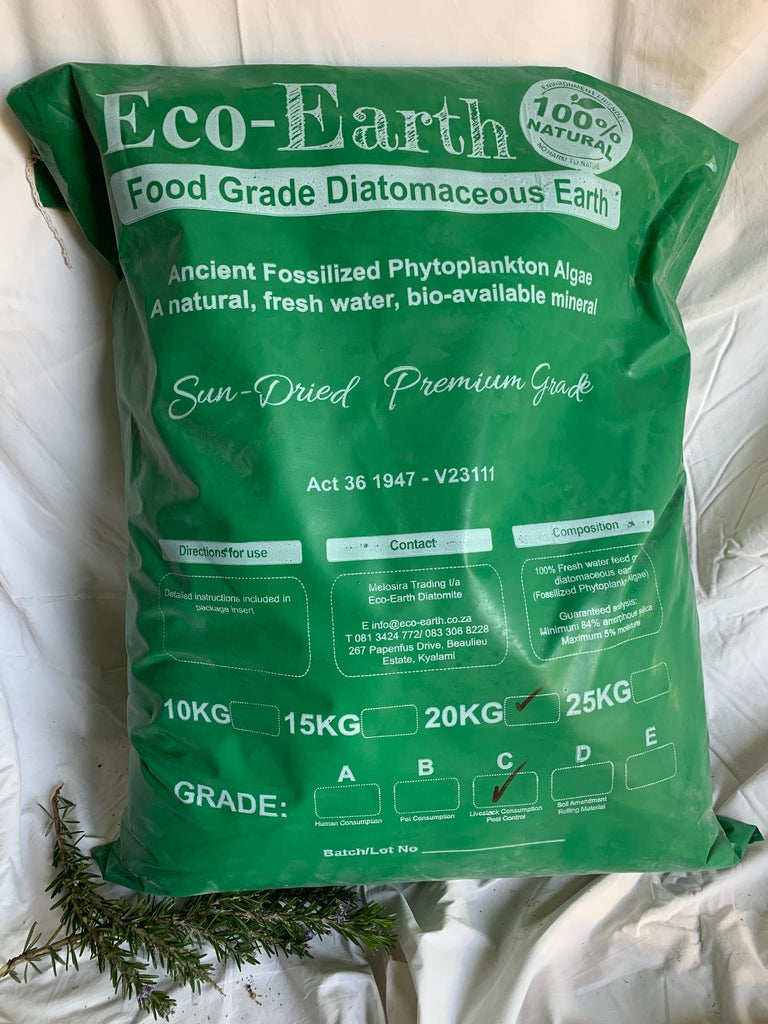 Eco-Earth
ENVIRONMENT FRIENDLY
100%
NATURAL
NO HARM TO
Food Grade Diatomaceous Earth
Ancient Fossilized Phytoplankton Algae
A natural, fresh water, bio-available mineral
Sun-Dried Premium Grade
Act 36 1947 - V23111
Directions for use
Detailed instructions included in
package insert
Contact
Melosira Trading t/a
Eco-Earth Diatomite
E info@eco-earth.co.za
T 081 3424 772/ 083 306 8228
267 Papenfus Drive, Beaulieu
Estate, Kyalami
Composition
100% Fresh water feed
diatomaceous
(Fossilized Phytoplankton Algae)
Guaranteed analysis:
Minimum 84% amorphous silica
Maximum 5% moisture
10KG 15KG 20KG 25KG
GRADE:
A
Human Consumption
B
Pet Consumption
C
Livestock Consumption
Pest Control
D
Soil Amendment
Rolling Material
E
Batch/Lot No